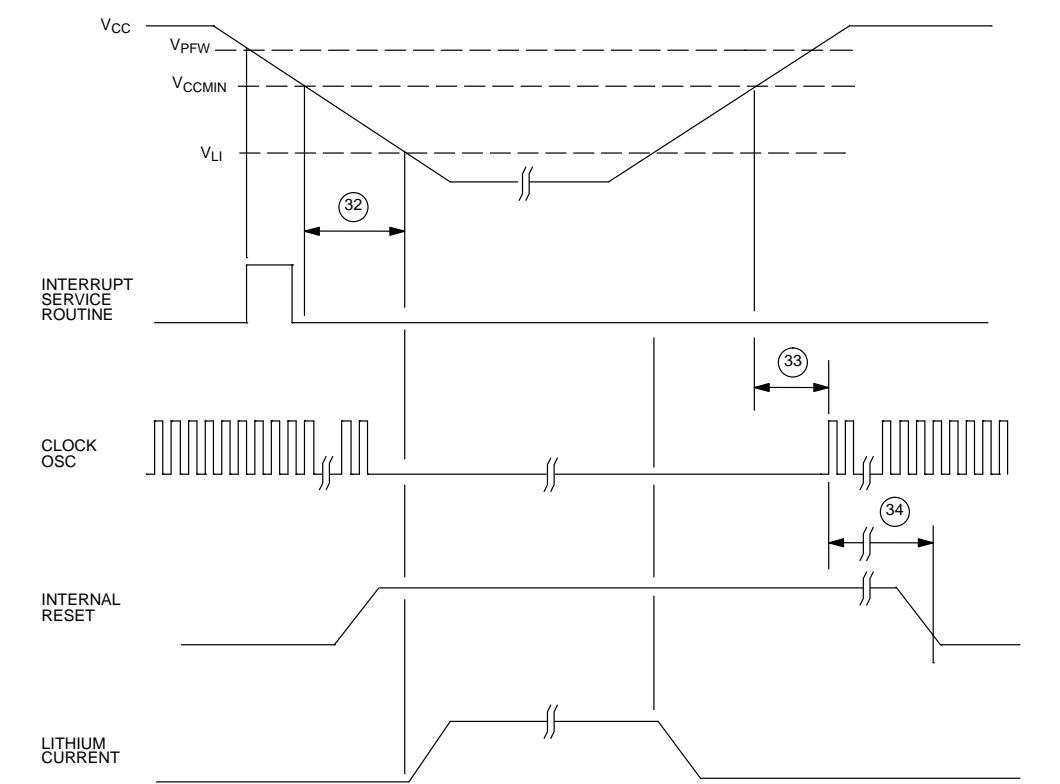 VCC
VPFW
VCCMIN
VLI
32
INTERRUPT
SERVICE
ROUTINE
33
CLOCK
OSC
34
INTERNAL
RESET
LITHIUM
CURRENT